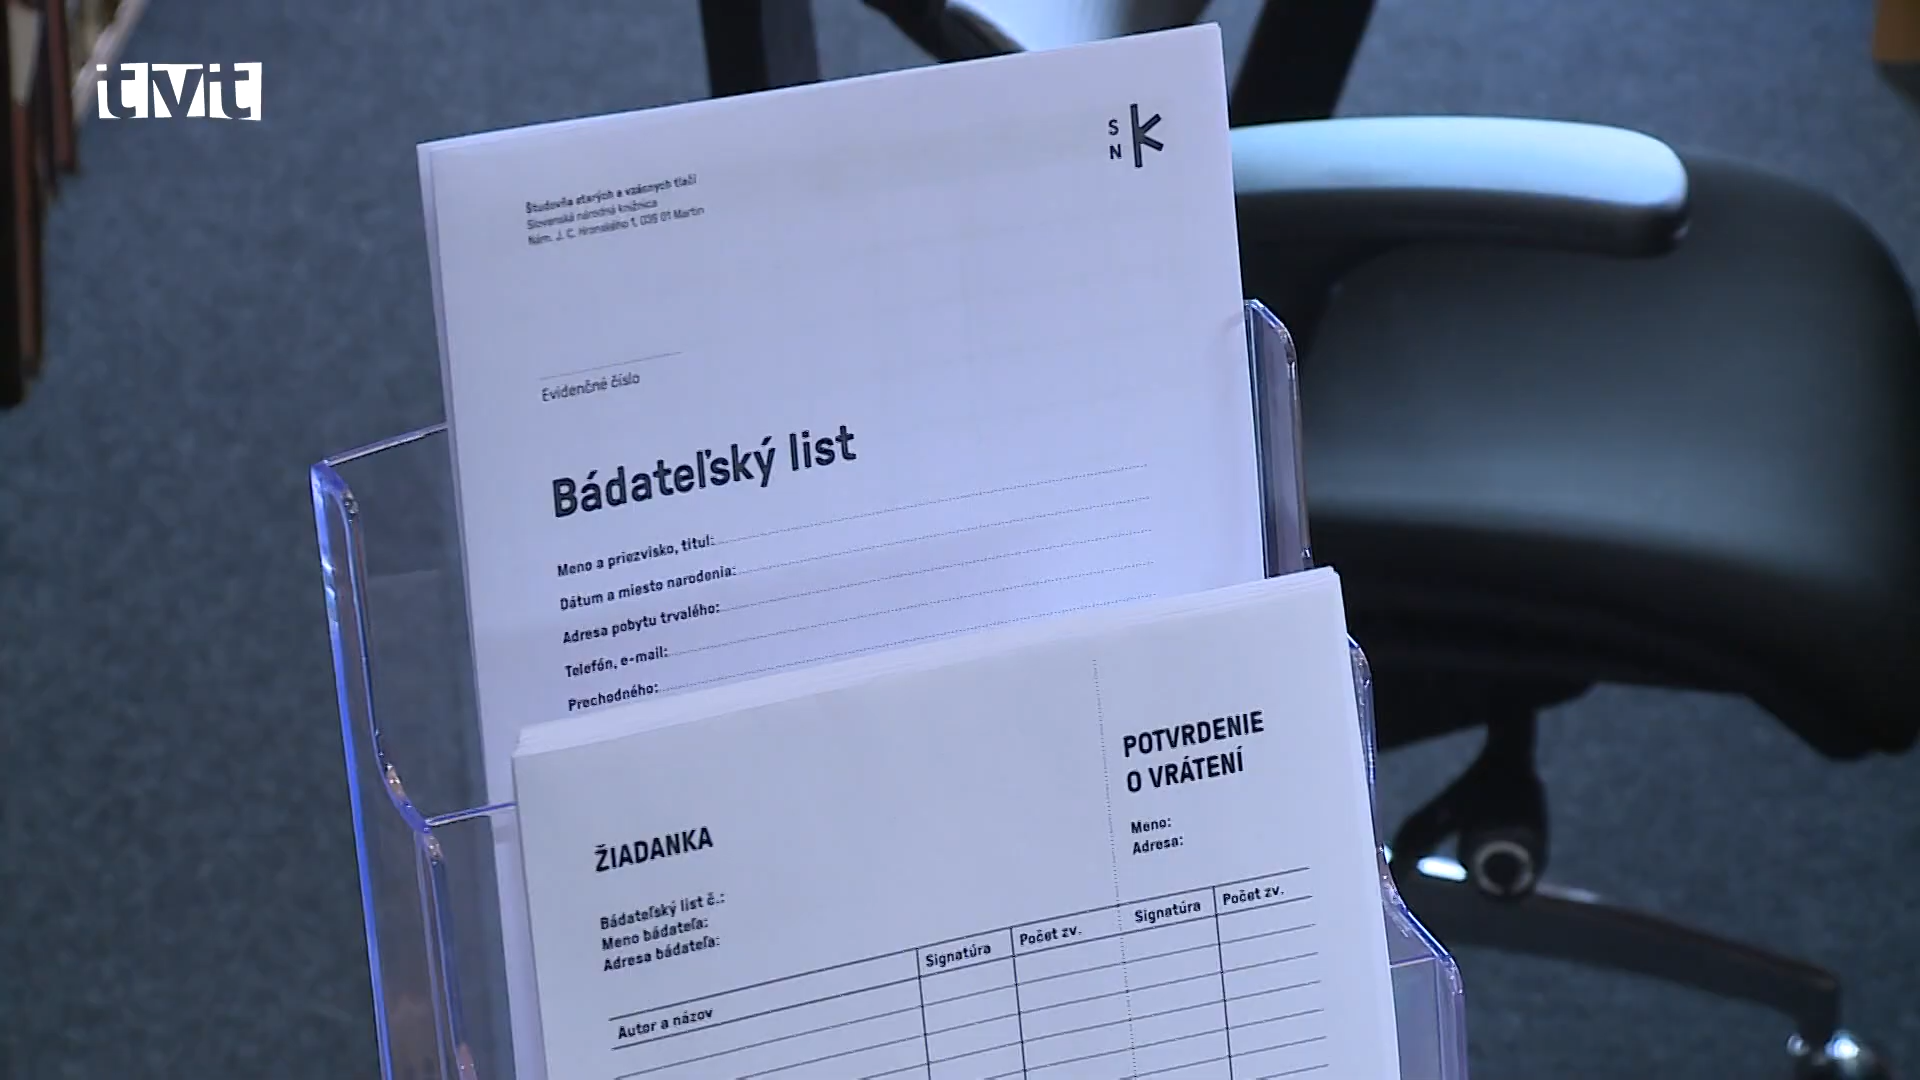 tvit
S
N
k
Študovňa starých a vzácnych tlačí
Slovenská národná knižnica
Nám. J. C. Hronského 1, 036 01 Martin
Evidenčné číslo
Bádateľský list
Meno a priezvisko, titul:
Dátum a miesto narodenia:
Adresa pobytu trvalého:
Telefón, e-mail:
Prechodného:
ŽIADANKA
Bádateľský list č.:
Meno bádateľa:
Adresa bádateľa:
Autor a názov
Signatúra
Počet zv.
POTVRDENIE
O VRÁTENÍ
Meno:
Adresa:
Signatúra
Počet zv.